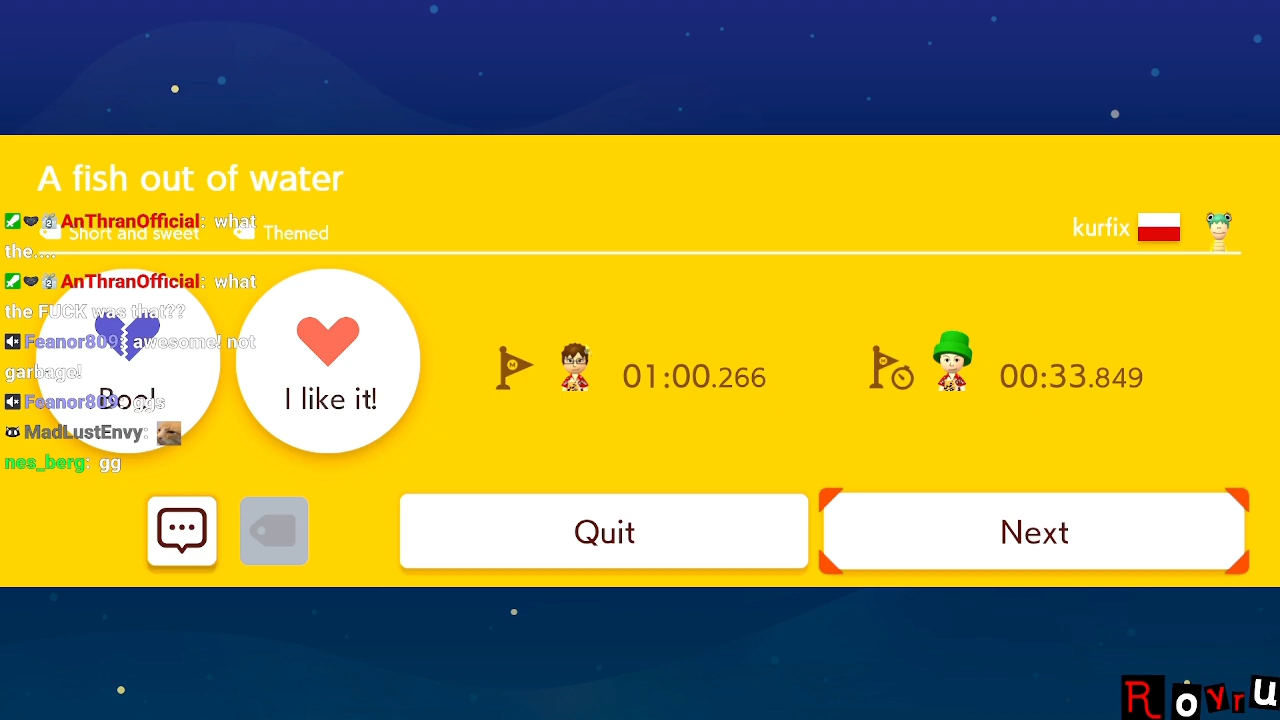 A fish out of water
AnThranOfficial: what
the....
Short and sweet
Themed
kurfix
AnThranOfficial: what
the FUCK was that??
Feanor809: awesome! not
garbage!
Boo!
I like it!
M
01:00.266
M
00:33.849
Feanor809: ggs
MadLustEnvy:
nes_berg: gg
Quit
Next
Royru